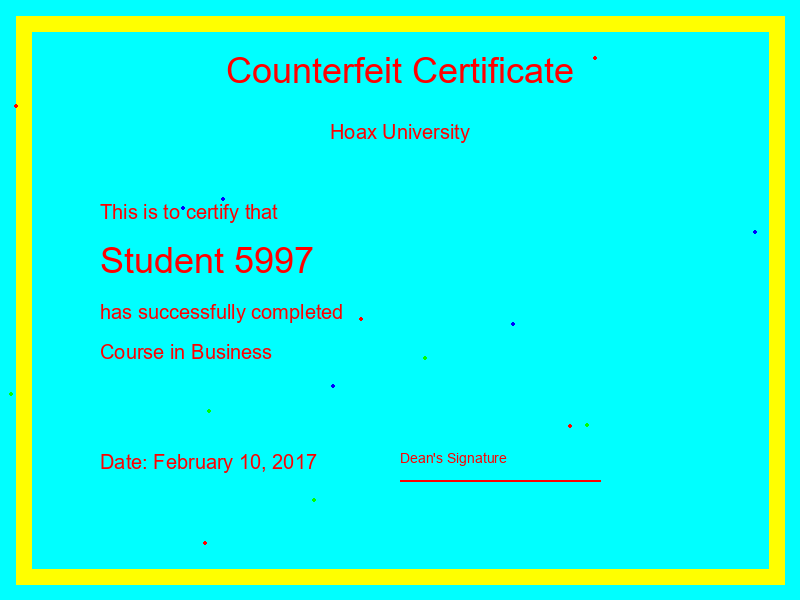 Counterfeit Certificate
Hoax University
This is to certify that
Student 5997
has successfully completed
Course in Business
Date: February 10, 2017
Dean's Signature